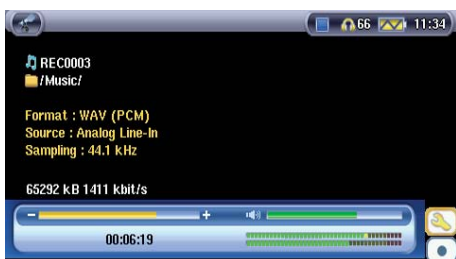 66 11:34
REC0003
/Music/
Format : WAV (PCM)
Source : Analog Line-In
Sampling : 44.1 kHz
65292 kB 1411 kbit/s
- +
00:06:19